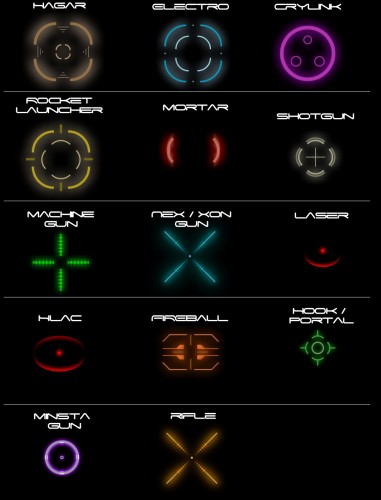 HAGAR ELECTRO CRYLINK
ROCKET
LAUNCHER MORTAR SHOTGUN
MACHINE
GUN NEX / XON
GUN LASER
HLAC FIREBALL HOOK /
PORTAL
MINSTA
GUN RIFLE